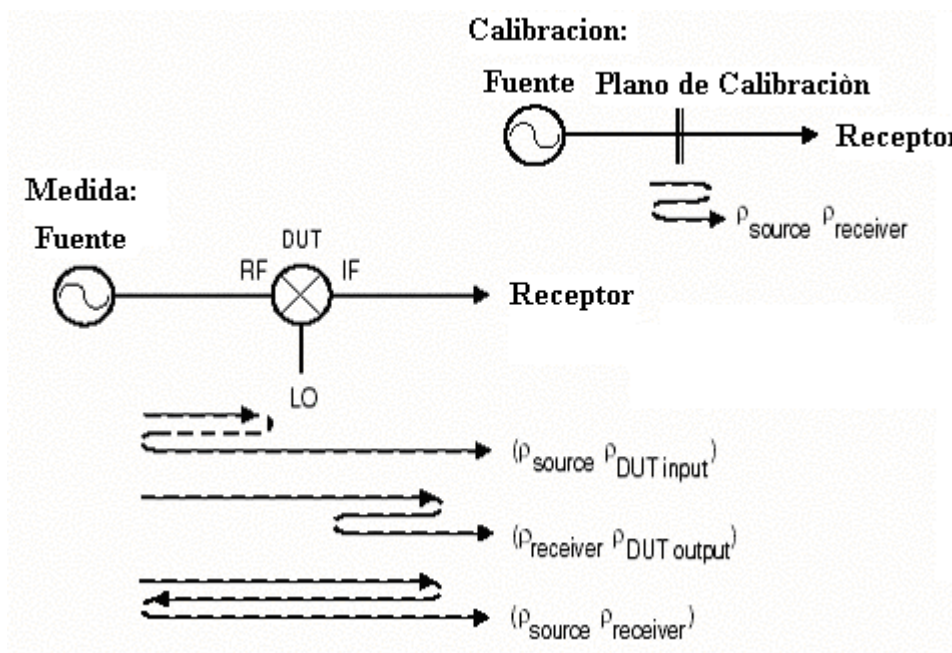 Calibracion:
Fuente Plano de Calibraciòn
Receptor
ρsource ρreceiver
Medida:
Fuente
DUT
RF IF
Receptor
LO
(ρsource ρDUT input)
(ρreceiver ρDUT output)
(ρsource ρreceiver)